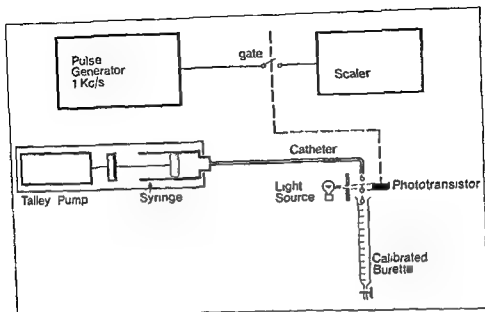 Pulse
Generator
1 Kc/s
gate
Scaler
Catheter
Talley Pump
Syringe
Light
Source
Phototransistor
Calibrated
Burette